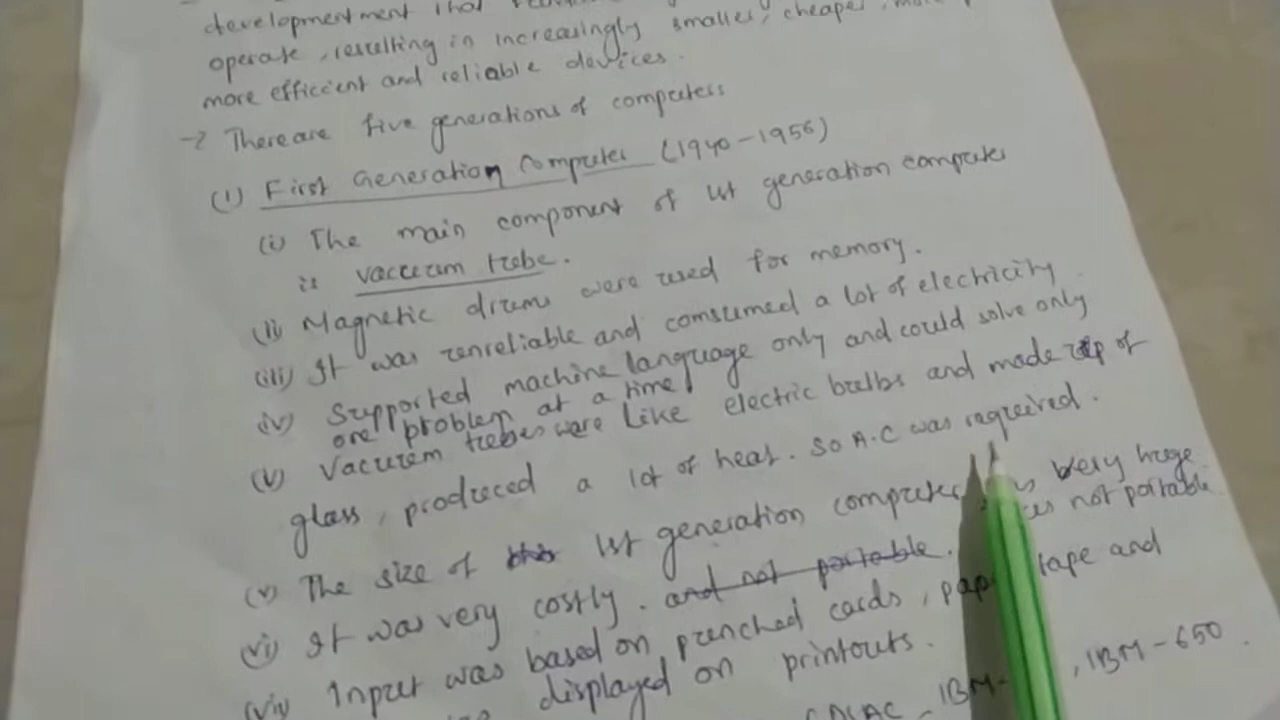 developmentment that
operate, resulting in increasingly smaller, cheaper,
more efficient and reliable devices.
-> There are five generations of computers
(1) First Generation Computer (1940-1956)
(i) The main component of 1st generation computer
is vacuum tube.
(ii) Magnetic drums were used for memory.
(iii) It was unreliable and comsumed a lot of electricity
(iv) Supported machine language only and could solve only
one problem at a time
(v) Vacuum tubes were like electric bulbs and made up of
glass, produced a lot of heat. So A.C was required.
(v) The size of this 1st generation very huge
(vi) It was very costly. and not portable. not portable
(vii) Input was based on punched cards, tape and
displayed on printouts.
IBM-650.